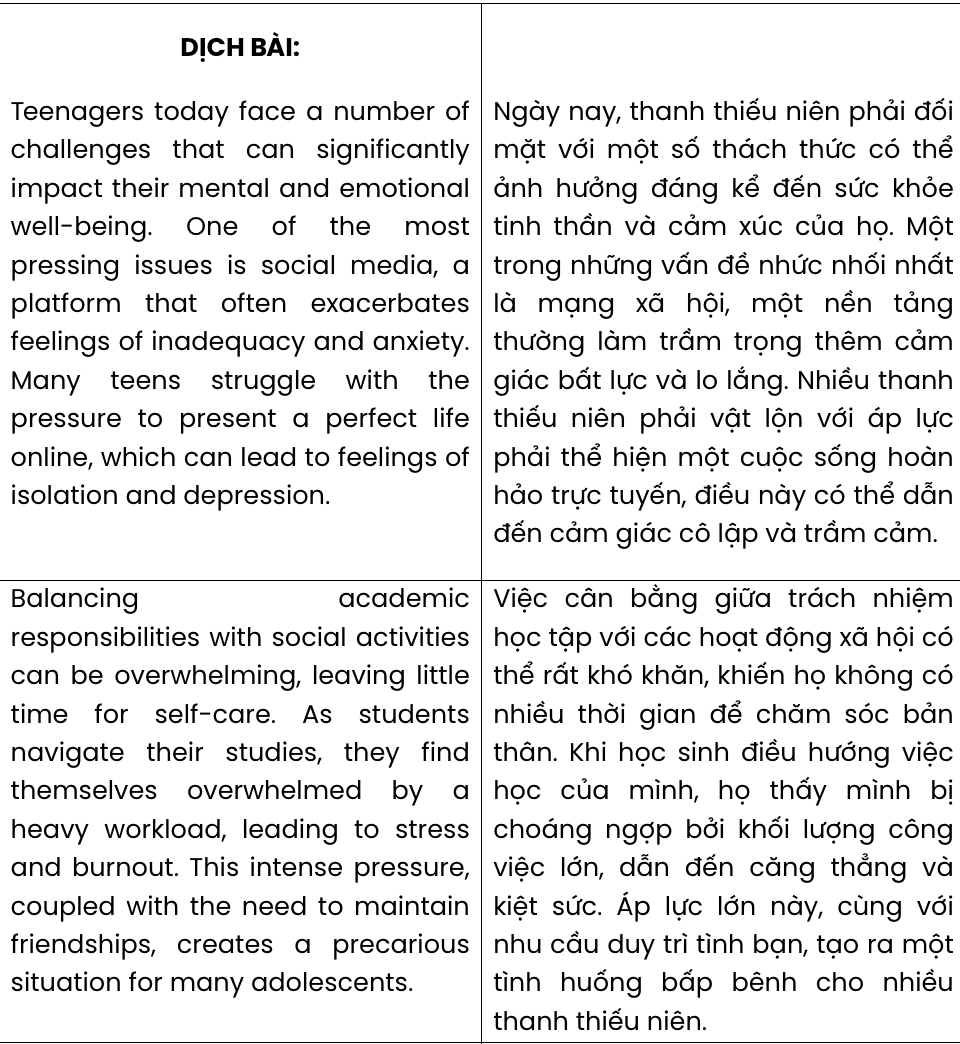 DỊCH BÀI:
Teenagers today face a number of
challenges that can significantly
impact their mental and emotional
well-being. One of the most
pressing issues is social media, a
platform that often exacerbates
feelings of inadequacy and anxiety.
Many teens struggle with the
pressure to present a perfect life
online, which can lead to feelings of
isolation and depression.
Ngày nay, thanh thiếu niên phải đối
mặt với một số thách thức có thể
ảnh hưởng đáng kể đến sức khỏe
tinh thần và cảm xúc của họ. Một
trong những vấn đề nhức nhối nhất
là mạng xã hội, một nền tảng
thường làm trầm trọng thêm cảm
giác bất lực và lo lắng. Nhiều thanh
thiếu niên phải vật lộn với áp lực
phải thể hiện một cuộc sống hoàn
hảo trực tuyến, điều này có thể dẫn
đến cảm giác cô lập và trầm cảm.
Balancing academic
responsibilities with social activities
can be overwhelming, leaving little
time for self-care. As students
navigate their studies, they find
themselves overwhelmed by a
heavy workload, leading to stress
and burnout. This intense pressure,
coupled with the need to maintain
friendships, creates a precarious
situation for many adolescents.
Việc cân bằng giữa trách nhiệm
học tập với các hoạt động xã hội có
thể rất khó khăn, khiến họ không có
nhiều thời gian để chăm sóc bản
thân. Khi học sinh điều hướng việc
học của mình, họ thấy mình bị
choáng ngợp bởi khối lượng công
việc lớn, dẫn đến căng thẳng và
kiệt sức. Áp lực lớn này, cùng với
nhu cầu duy trì tình bạn, tạo ra một
tình huống bấp bênh cho nhiều
thanh thiếu niên.